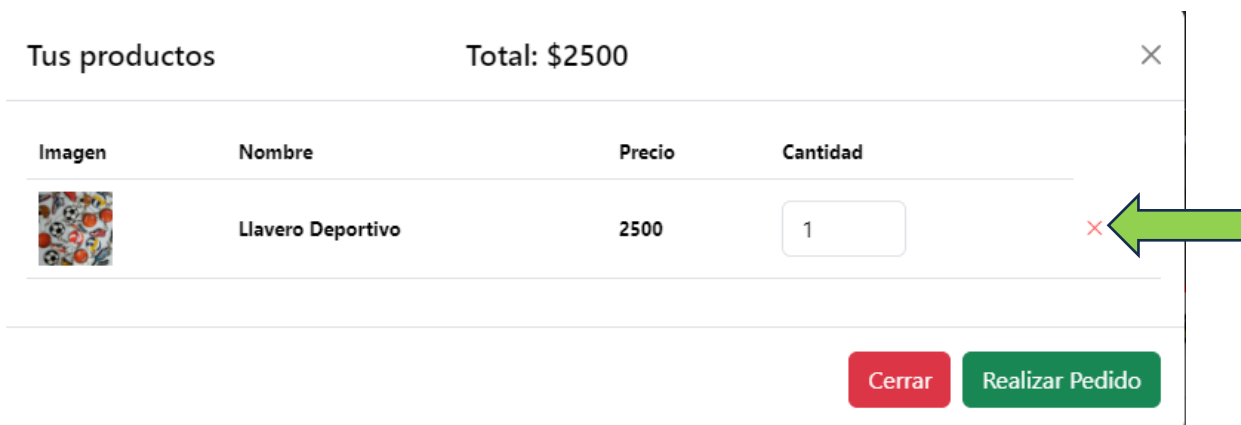 Tus productos Total: $2500
Imagen Nombre Precio Cantidad
Llavero Deportivo 2500 1
Cerrar Realizar Pedido